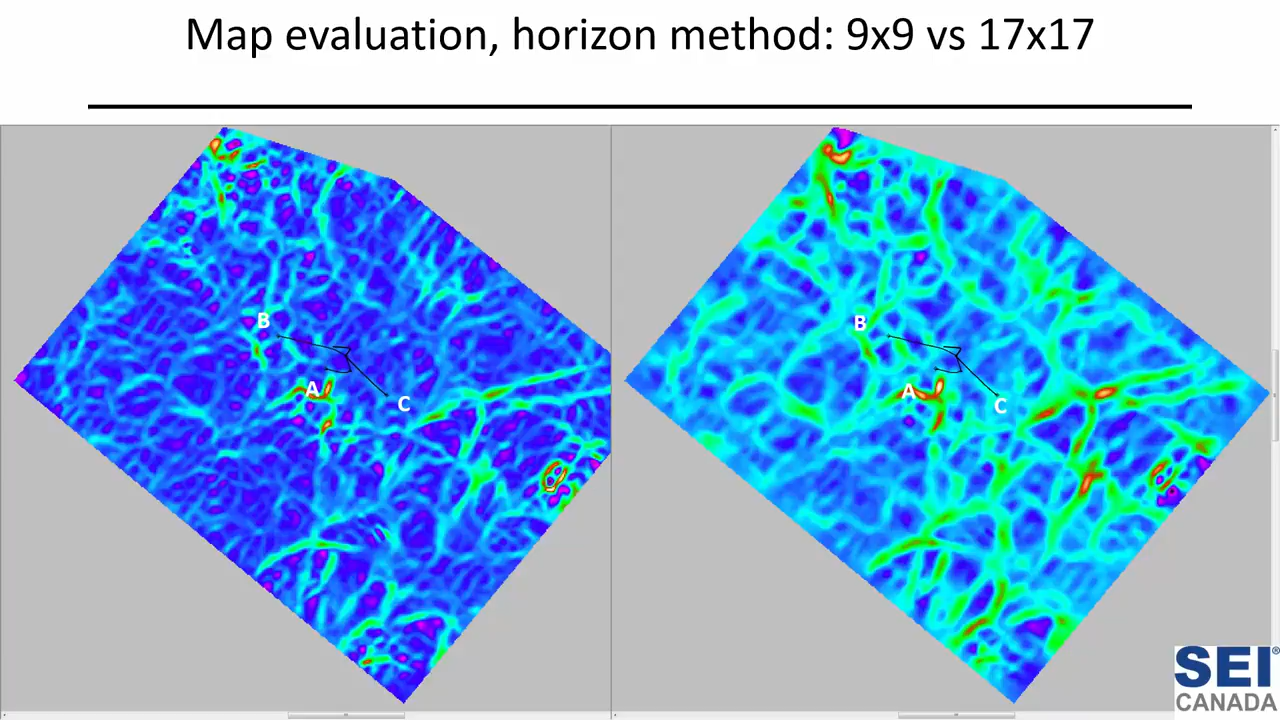 Map evaluation, horizon method: 9x9 vs 17x17
B
A
C
B
A
C
SEI®
CANADA